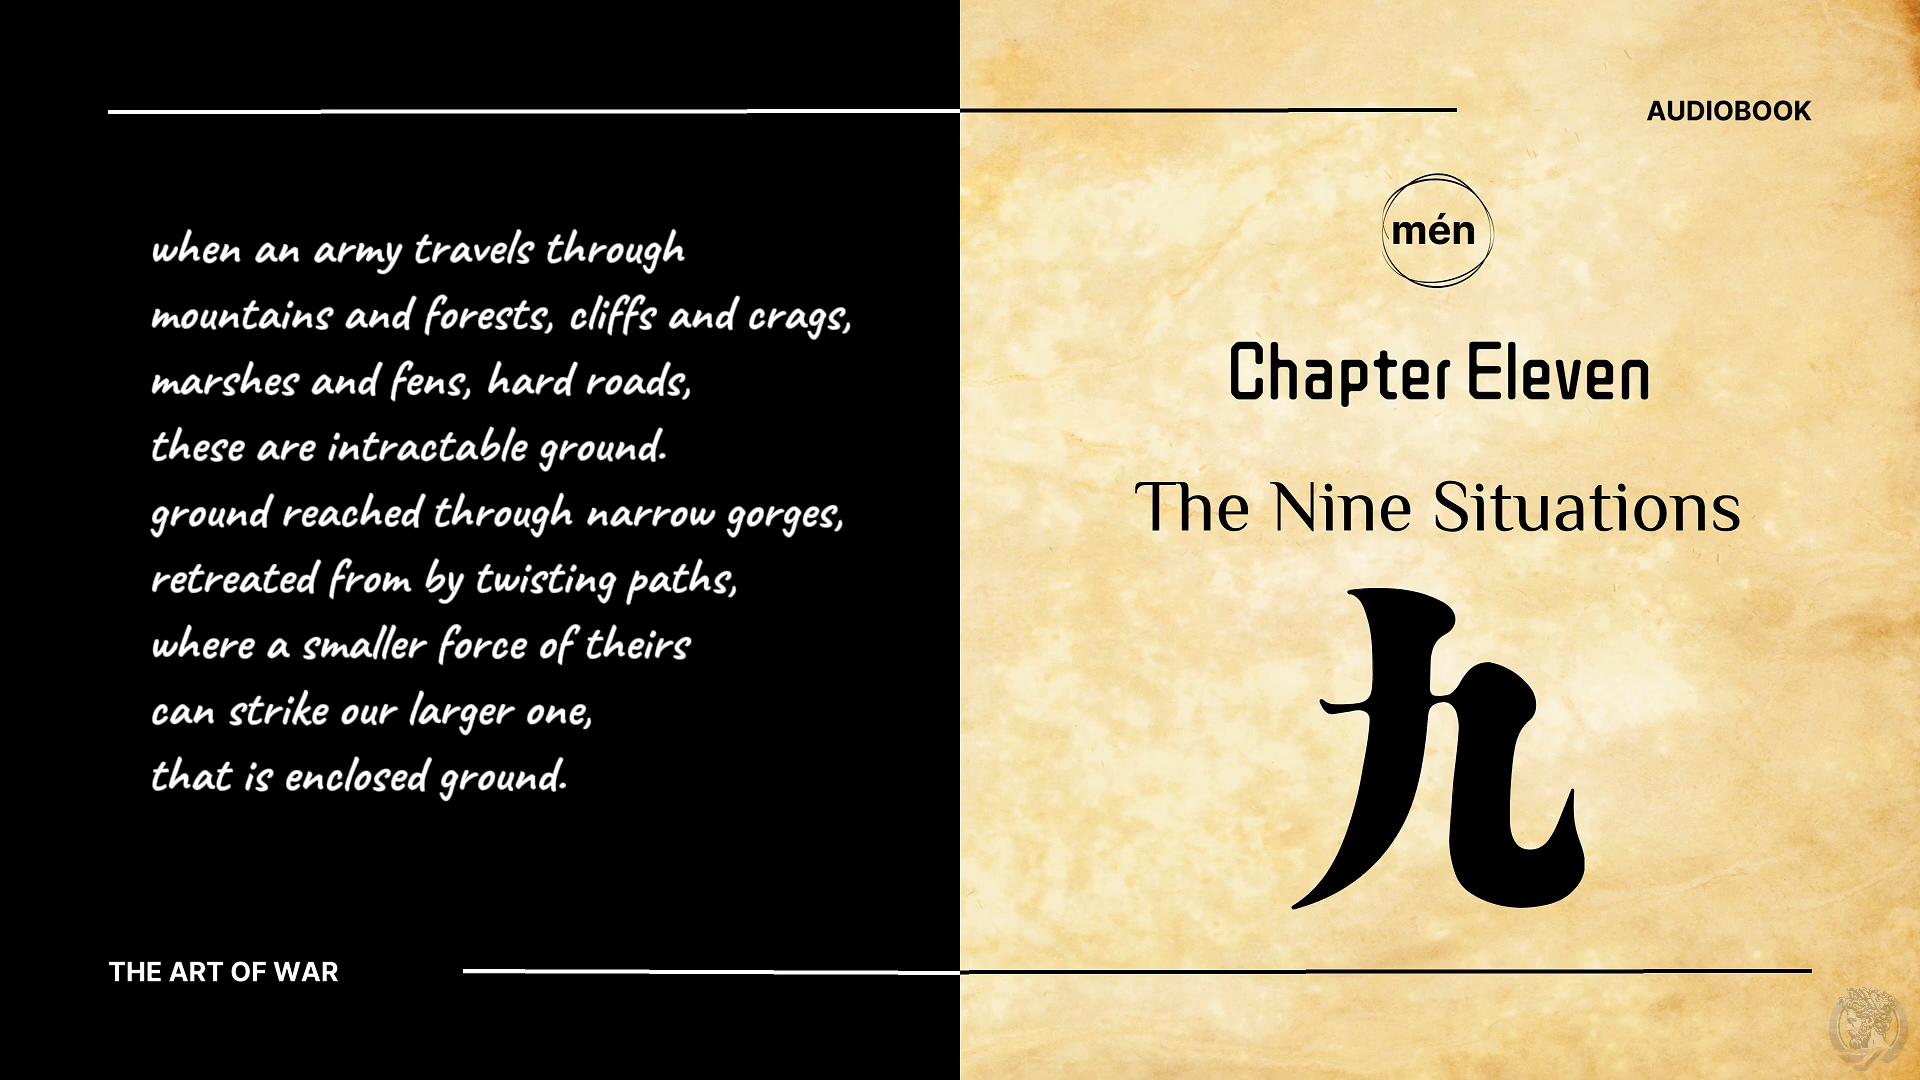 when an army travels through
mountains and forests, cliffs and crags,
marshes and fens, hard roads,
these are intractable ground.
ground reached through narrow gorges,
retreated from by twisting paths,
where a smaller force of theirs
can strike our larger one,
that is enclosed ground.
THE ART OF WAR
AUDIOBOOK
mén
Chapter Eleven
The Nine Situations
九